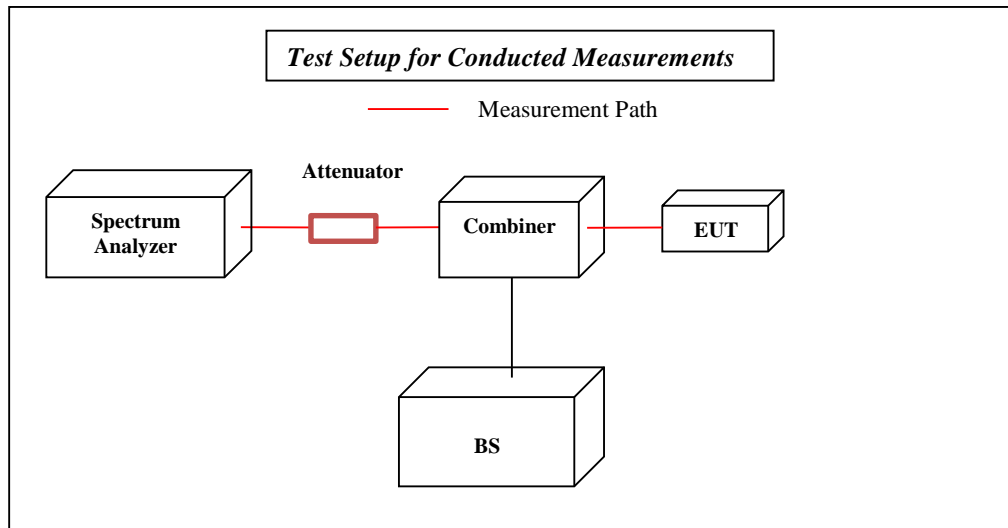 Test Setup for Conducted Measurements
Measurement Path
Attenuator
Spectrum
Analyzer
Combiner
EUT
BS